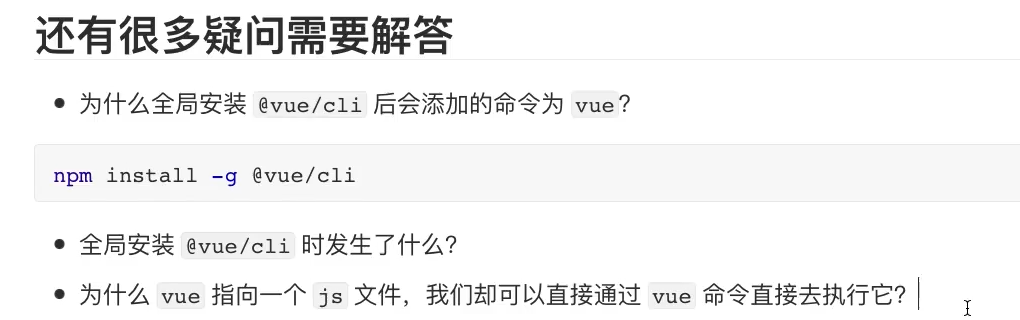 还有很多疑问需要解答
为什么全局安装 @vue/cli 后会添加的命令为 vue？
npm install -g @vue/cli
全局安装 @vue/cli 时发生了什么？
为什么 vue 指向一个 js 文件，我们却可以直接通过 vue 命令直接去执行它？